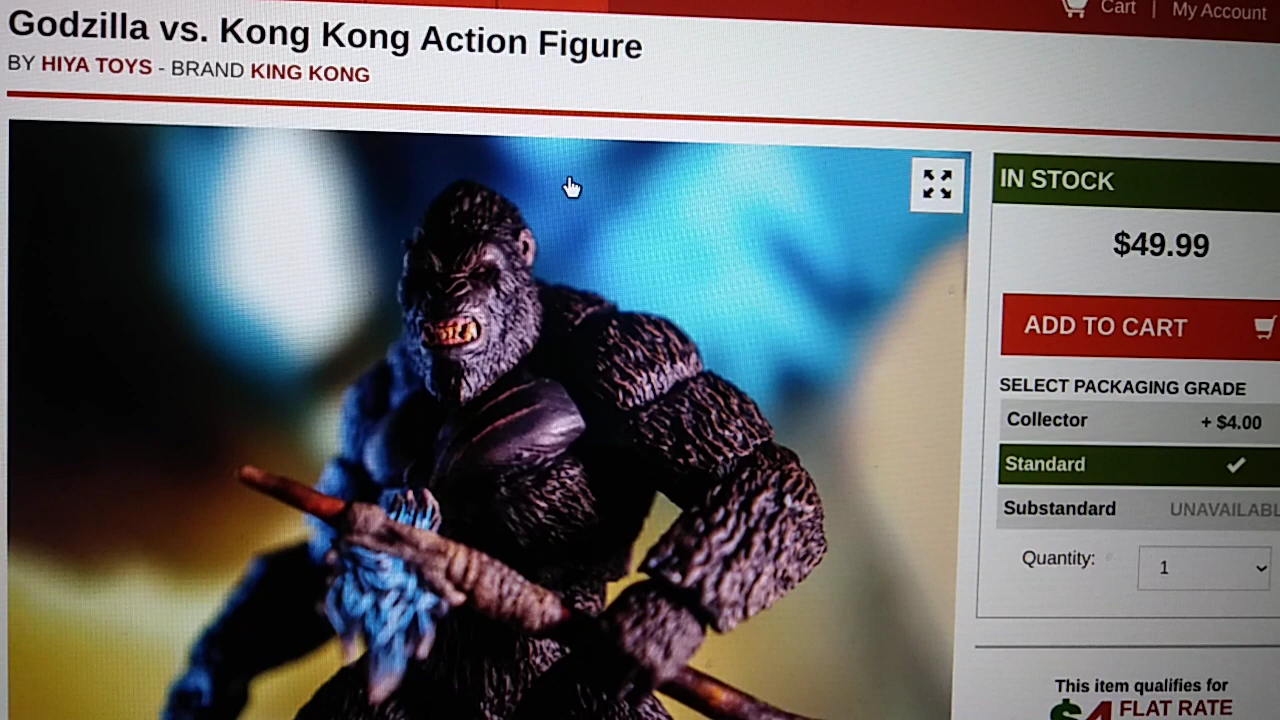 Cart | My Account
Godzilla vs. Kong Kong Action Figure
BY HIYA TOYS - BRAND KING KONG
IN STOCK
$49.99
ADD TO CART
SELECT PACKAGING GRADE
Collector + $4.00
Standard
Substandard UNAVAILABL
Quantity: 1
This item qualifies for
$4 FLAT RATE